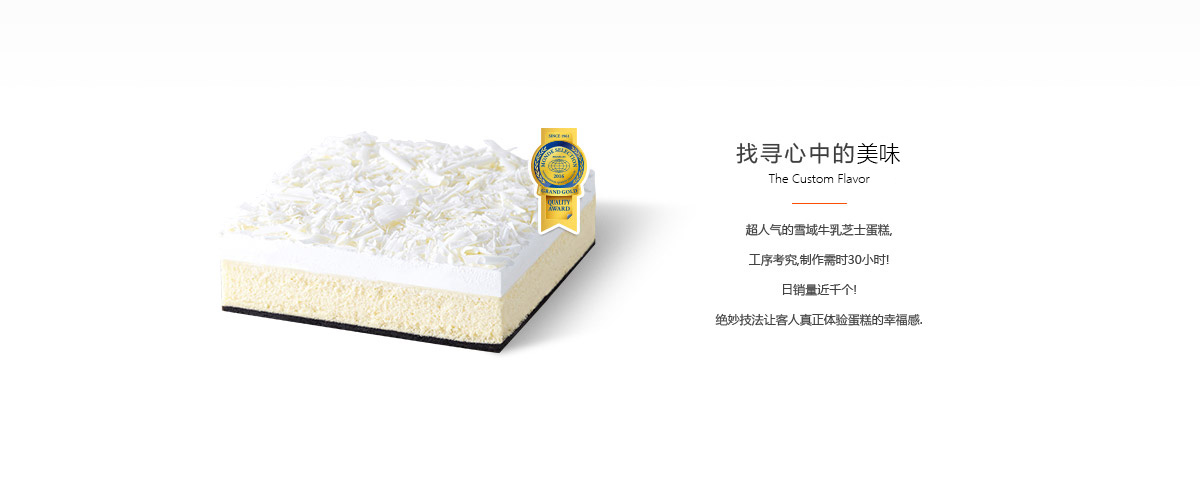 SINCE 1961
MONDE SELECTION
2016
GRAND GOLD
QUALITY
AWARD
找寻心中的美味
The Custom Flavor
超人气的雪域牛乳芝士蛋糕,
工序考究,制作需时30小时!
日销量近千个!
绝妙技法让客人真正体验蛋糕的幸福感.